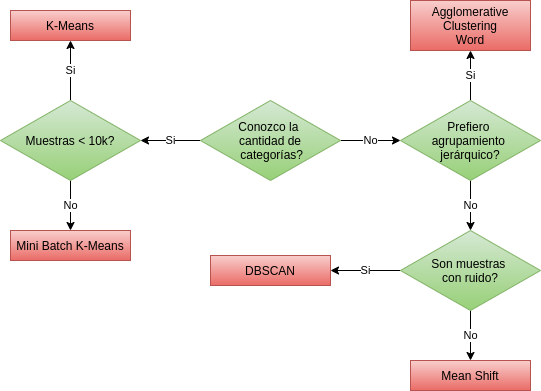 K-Means
Agglomerative
Clustering
Word
Si
Si
Muestras < 10k?
Si
Conozco la
cantidad de
categorías?
No
Prefiero
agrupamiento
jerárquico?
No
No
Mini Batch K-Means
DBSCAN
Si
Son muestras
con ruido?
No
Mean Shift